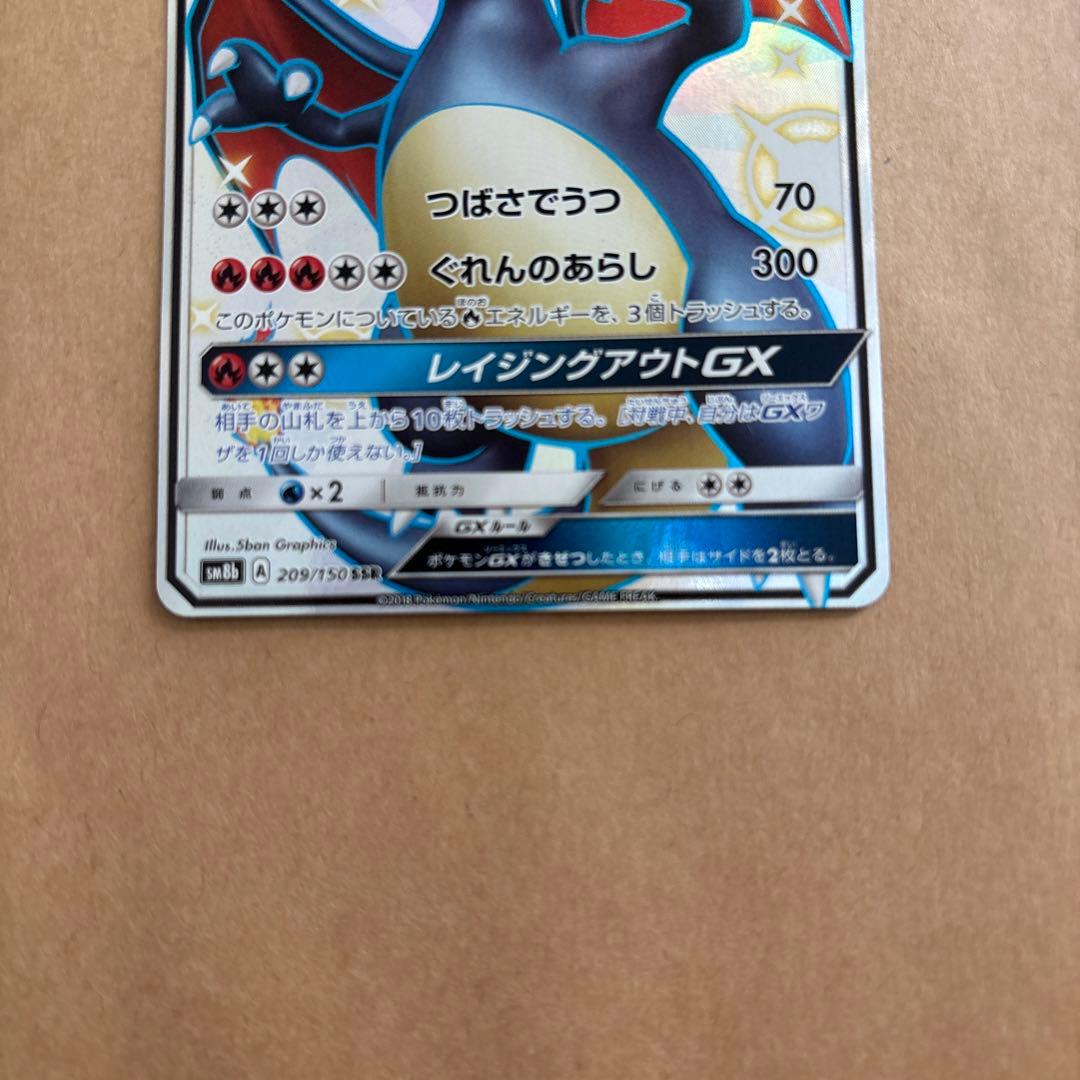 つばさでうつ 70
ぐれんのあらし 300
このポケモンについている エネルギーを、3個トラッシュする。
レイジングアウトGX
相手の山札を上から10枚トラッシュする。[対戦中、自分はGXワ
ザを1回しか使えない。]
弱点 ×2 抵抗力 にげる
GXルール
ポケモンGXがきぜつしたとき、相手はサイドを2枚とる。
Illus.5ban Graphics
SM8b A 209/150 SSR
©2018 Pokémon/Nintendo/Creatures/GAME FREAK.